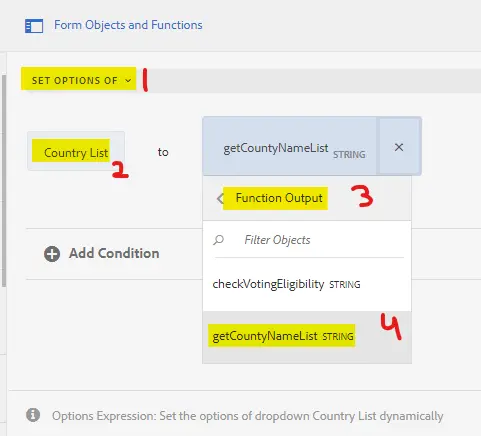 Form Objects and Functions
SET OPTIONS OF 1
Country List 2 to getCountyNameList STRING ×
Function Output 3
Filter Objects
checkVotingEligibility STRING
Add Condition
getCountyNameList STRING 4
Options Expression: Set the options of dropdown Country List dynamically